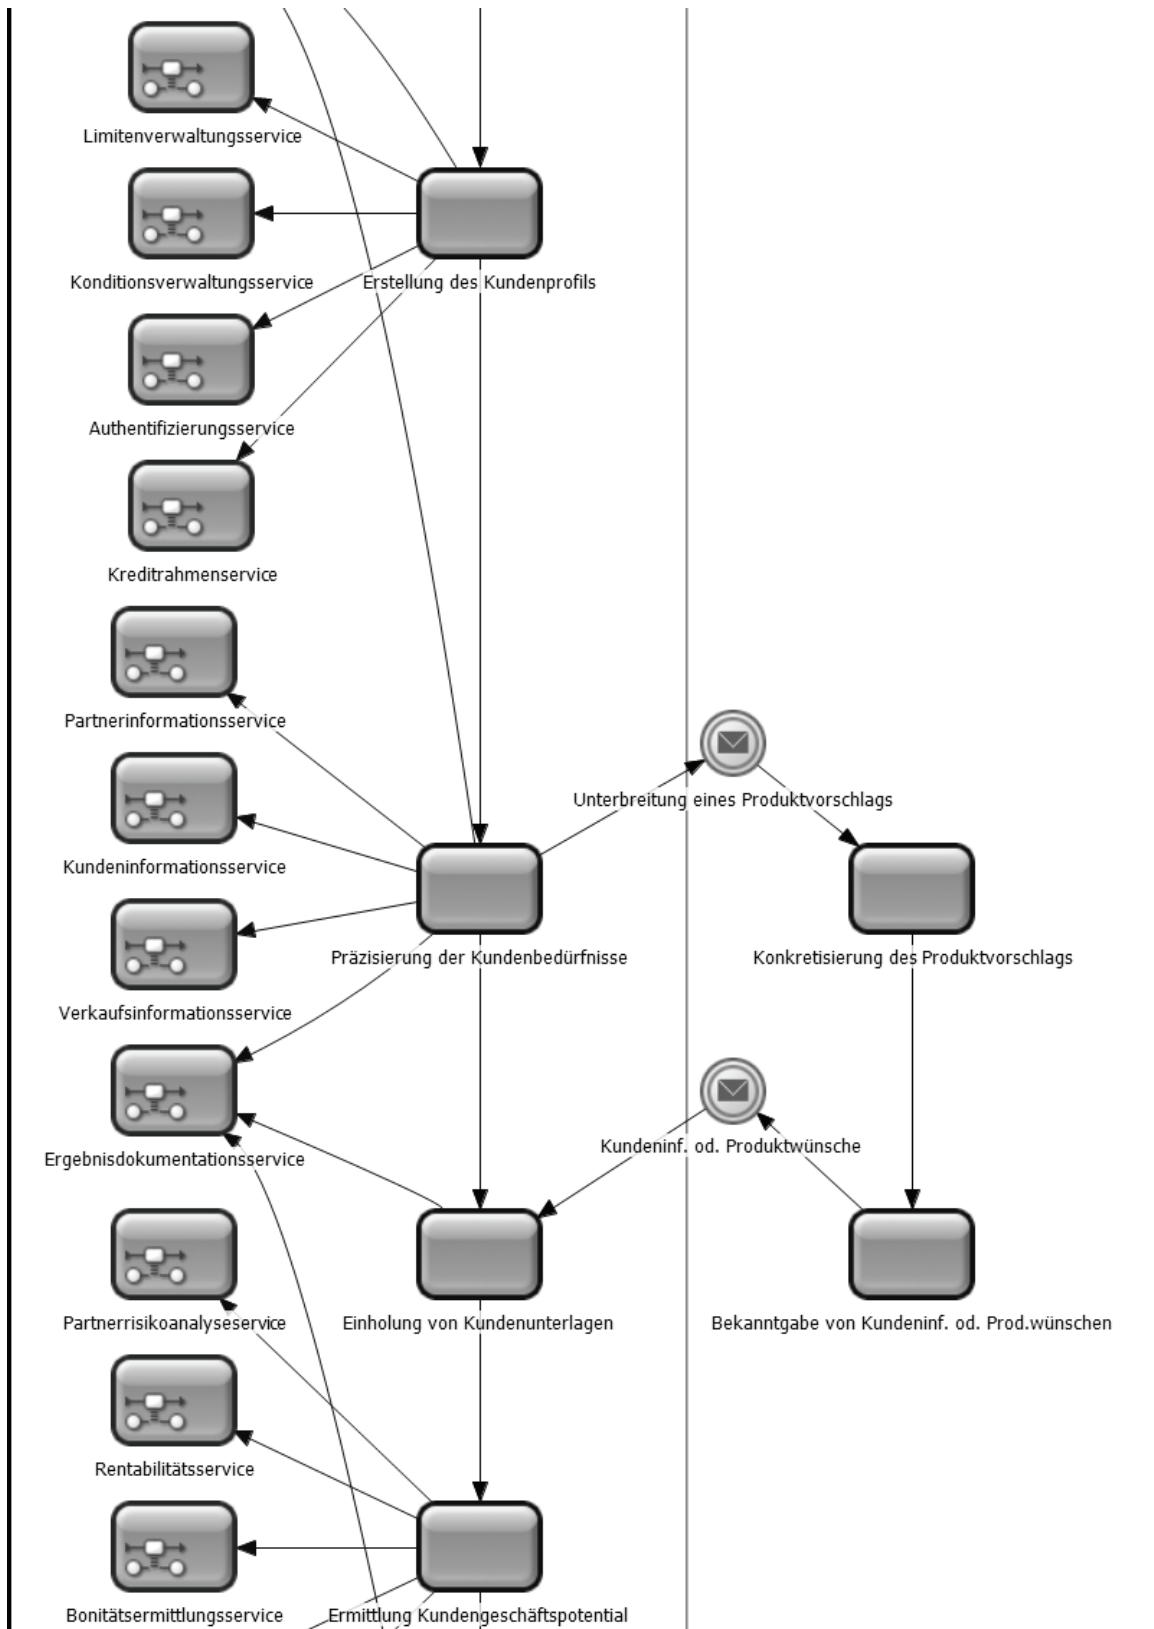 Limitenverwaltungsservice
Konditionsverwaltungsservice
Erstellung des Kundenprofils
Authentifizierungsservice
Kreditrahmenservice
Partnerinformationsservice
Unterbreitung eines Produktvorschlags
Kundeninformationsservice
Präzisierung der Kundenbedürfnisse
Konkretisierung des Produktvorschlags
Verkaufsinformationsservice
Kundeninf. od. Produktwünsche
Ergebnisdokumentationsservice
Partnerrisikoanalyseservice
Einholung von Kundenunterlagen
Bekanntgabe von Kundeninf. od. Prod.wünschen
Rentabilitätsservice
Bonitätsermittlungsservice
Ermittlung Kundengeschäftspotential